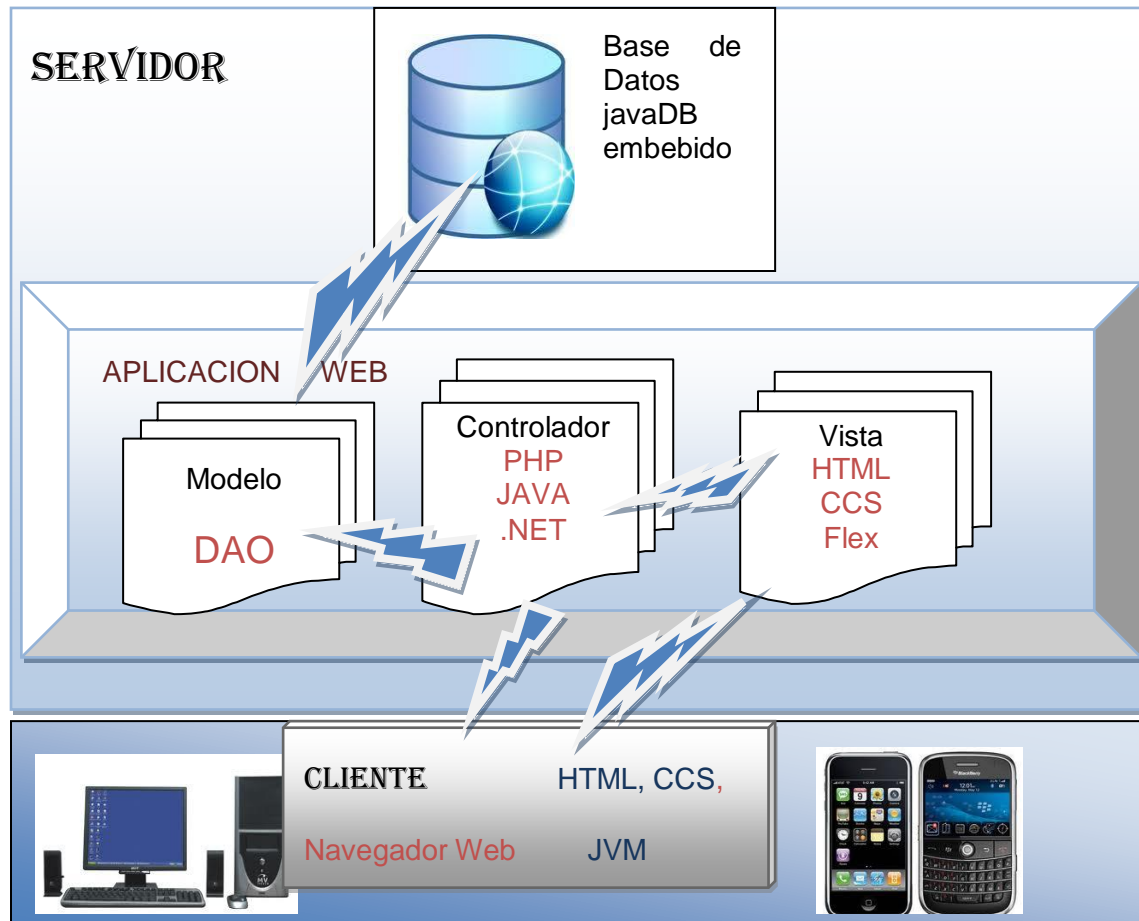 SERVIDOR
Base de
Datos
javaDB
embebido
APLICACION WEB
Modelo
DAO
Controlador
PHP
JAVA
.NET
Vista
HTML
CCS
Flex
CLIENTE
HTML, CCS,
Navegador Web
JVM
BlackBerry